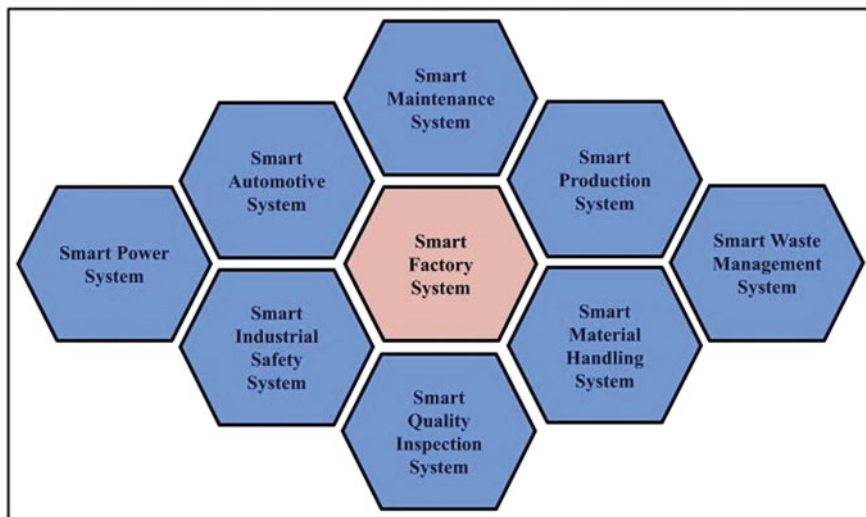 Smart
Maintenance
System
Smart
Automotive
System
Smart
Production
System
Smart Power
System
Smart
Factory
System
Smart Waste
Management
System
Smart
Industrial
Safety
System
Smart
Material
Handling
System
Smart
Quality
Inspection
System